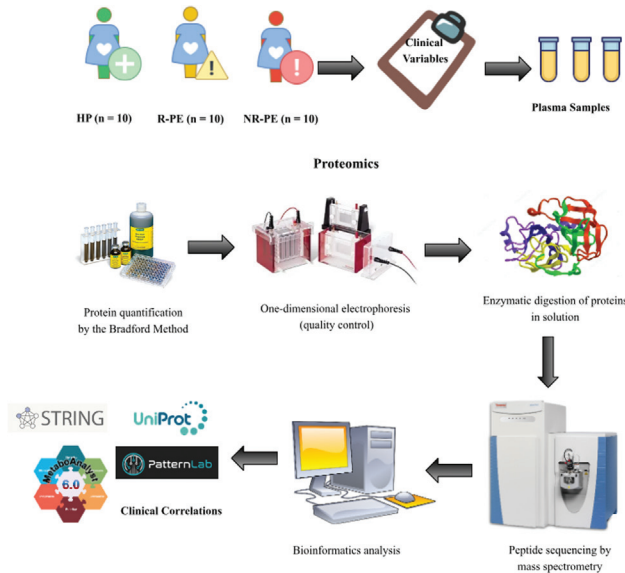 Clinical
Variables
HP (n = 10)
R-PE (n = 10)
NR-PE (n = 10)
Plasma Samples
Proteomics
Protein quantification
by the Bradford Method
One-dimensional electrophoresis
(quality control)
Enzymatic digestion of proteins
in solution
STRING
UniProt
MetaboAnalyst
6.0
PatternLab
Clinical Correlations
Bioinformatics analysis
Peptide sequencing by
mass spectrometry